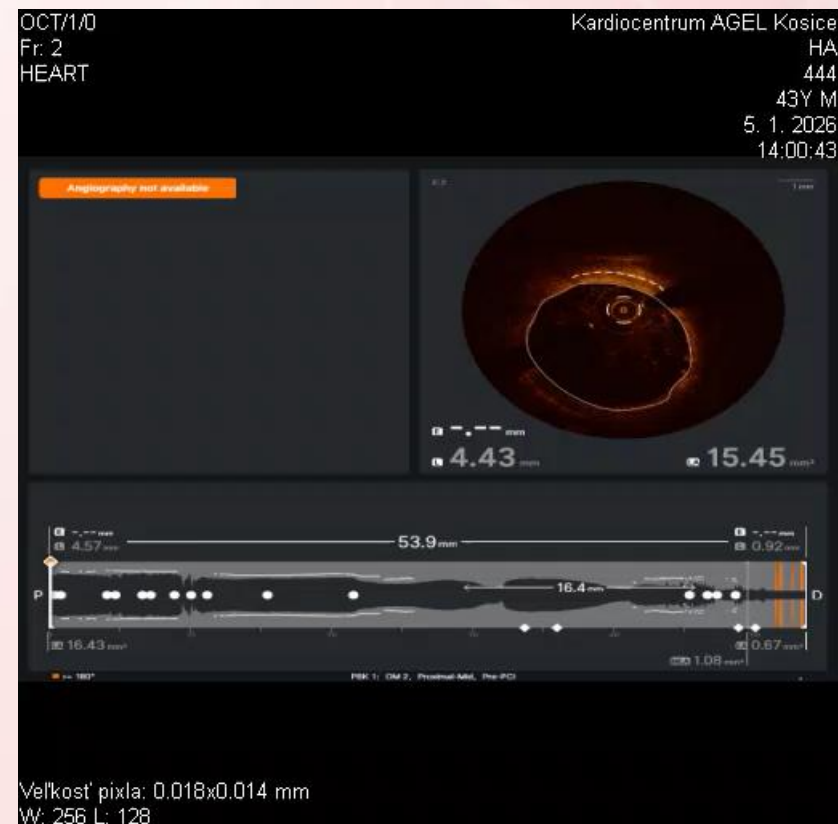 OCT/1/0
Fr: 2
HEART
Kardiocentrum AGEL Kosice
HA
444
43Y M
5. 1. 2026
14:00:43
Angiography not available
1 mm
-.-- mm
L 4.43 mm
15.45 mm²
-.-- mm
4.57 mm
53.9 mm
-.-- mm
0.92 mm
P
16.4 mm
D
16.43 mm²
0.67 mm²
1.08 mm²
>= 180°
PBK 1: OM 2, Proximal-Mid, Pre-PCI
Veľkosť pixla: 0.018x0.014 mm
W: 256 L: 128